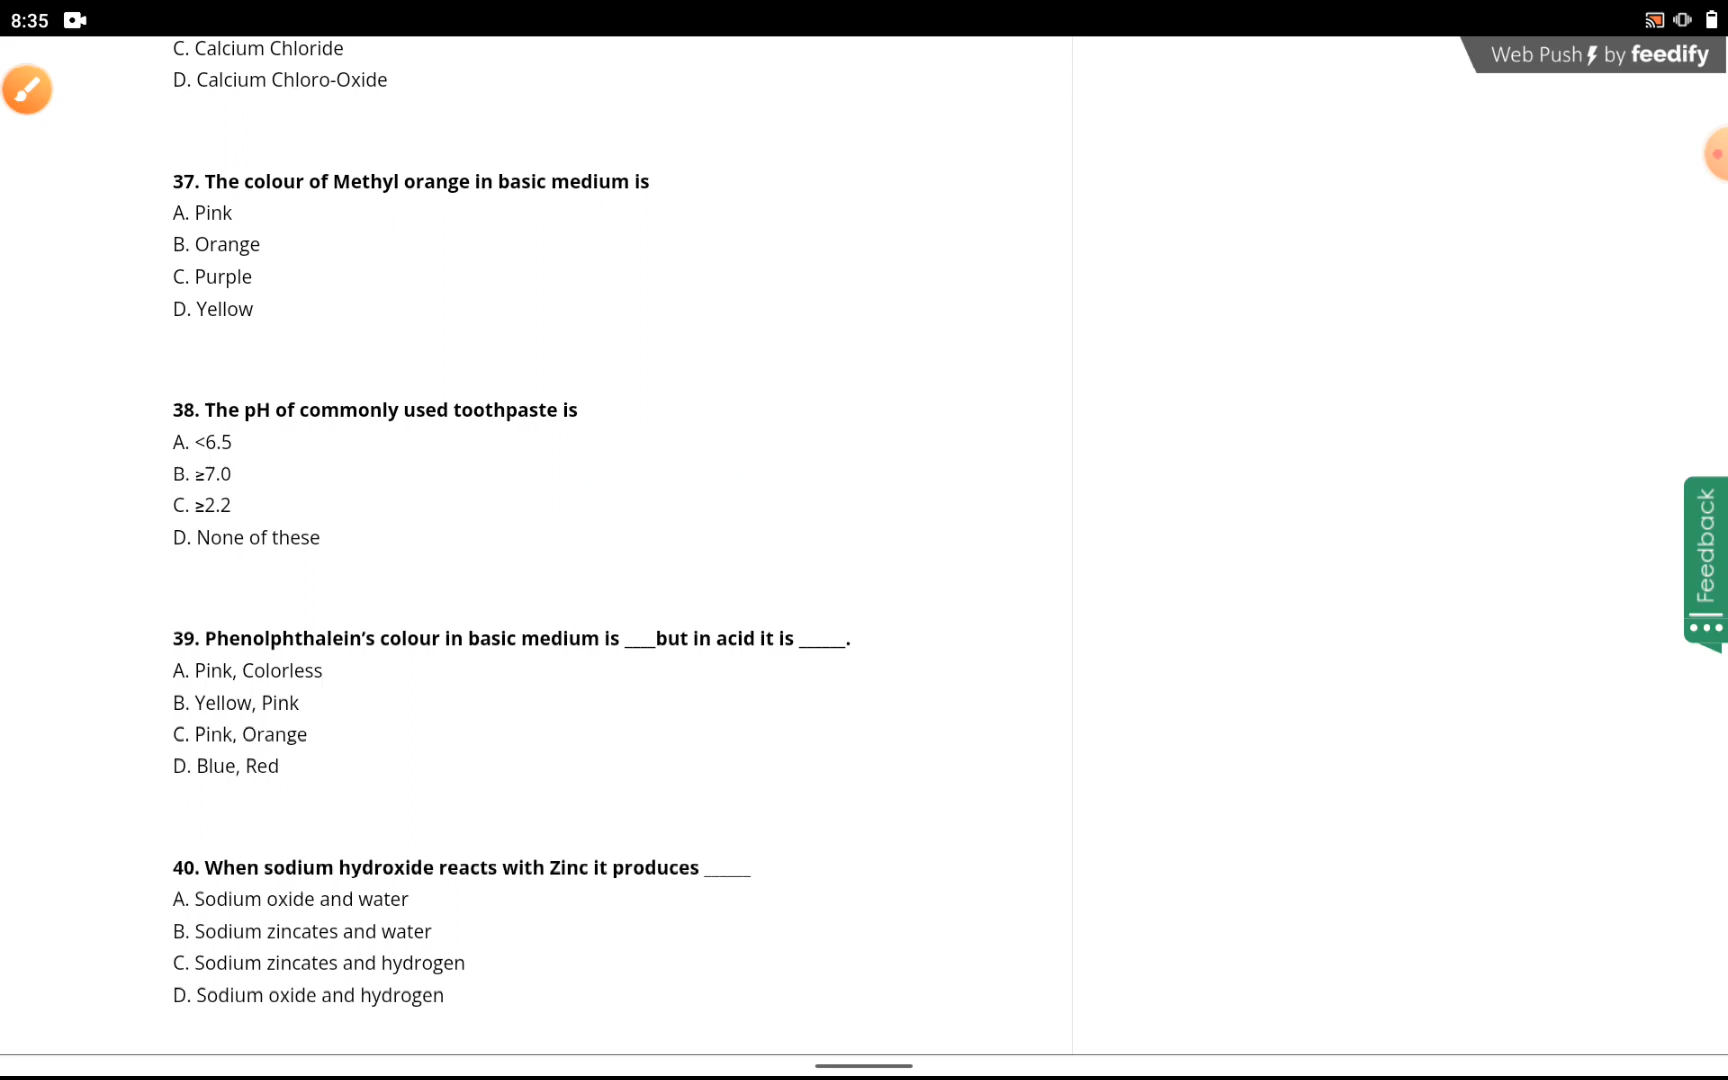 8:35
Web Push by feedify
C. Calcium Chloride
D. Calcium Chloro-Oxide
37. The colour of Methyl orange in basic medium is
A. Pink
B. Orange
C. Purple
D. Yellow
38. The pH of commonly used toothpaste is
A. <6.5
B. ≥7.0
C. ≥2.2
D. None of these
39. Phenolphthalein’s colour in basic medium is ____but in acid it is ______.
A. Pink, Colorless
B. Yellow, Pink
C. Pink, Orange
D. Blue, Red
40. When sodium hydroxide reacts with Zinc it produces ______
A. Sodium oxide and water
B. Sodium zincates and water
C. Sodium zincates and hydrogen
D. Sodium oxide and hydrogen
Feedback